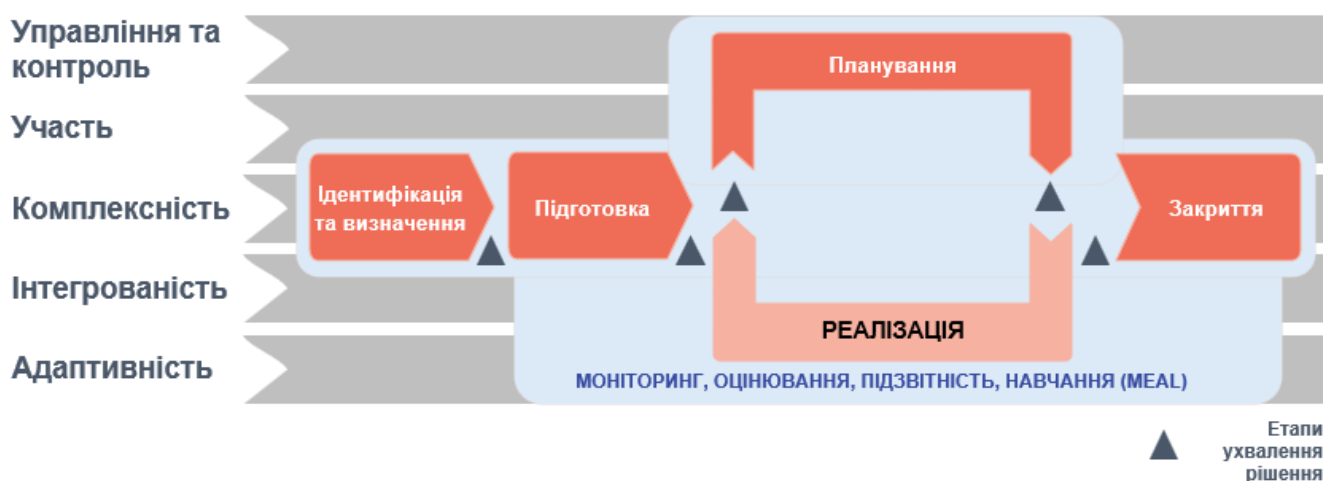 Управління та
контроль
Участь
Комплексність
Інтегрованість
Адаптивність
Планування
Ідентифікація
та визначення
Підготовка
Закриття
РЕАЛІЗАЦІЯ
МОНІТОРИНГ, ОЦІНЮВАННЯ, ПІДЗВІТНІСТЬ, НАВЧАННЯ (MEAL)
Етапи
ухвалення
рішення